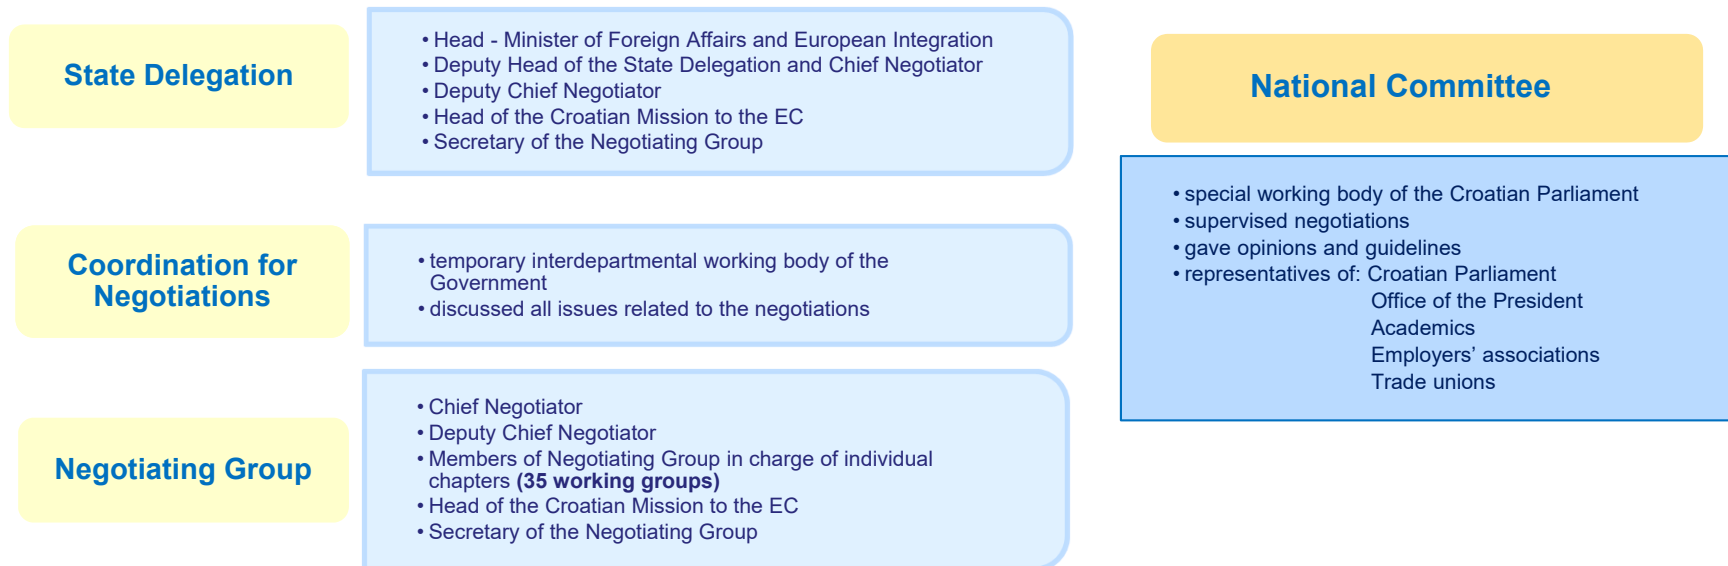 State Delegation
• Head - Minister of Foreign Affairs and European Integration
• Deputy Head of the State Delegation and Chief Negotiator
• Deputy Chief Negotiator
• Head of the Croatian Mission to the EC
• Secretary of the Negotiating Group
Coordination for
Negotiations
• temporary interdepartmental working body of the
Government
• discussed all issues related to the negotiations
Negotiating Group
• Chief Negotiator
• Deputy Chief Negotiator
• Members of Negotiating Group in charge of individual
chapters (35 working groups)
• Head of the Croatian Mission to the EC
• Secretary of the Negotiating Group
National Committee
• special working body of the Croatian Parliament
• supervised negotiations
• gave opinions and guidelines
• representatives of: Croatian Parliament
Office of the President
Academics
Employers’ associations
Trade unions